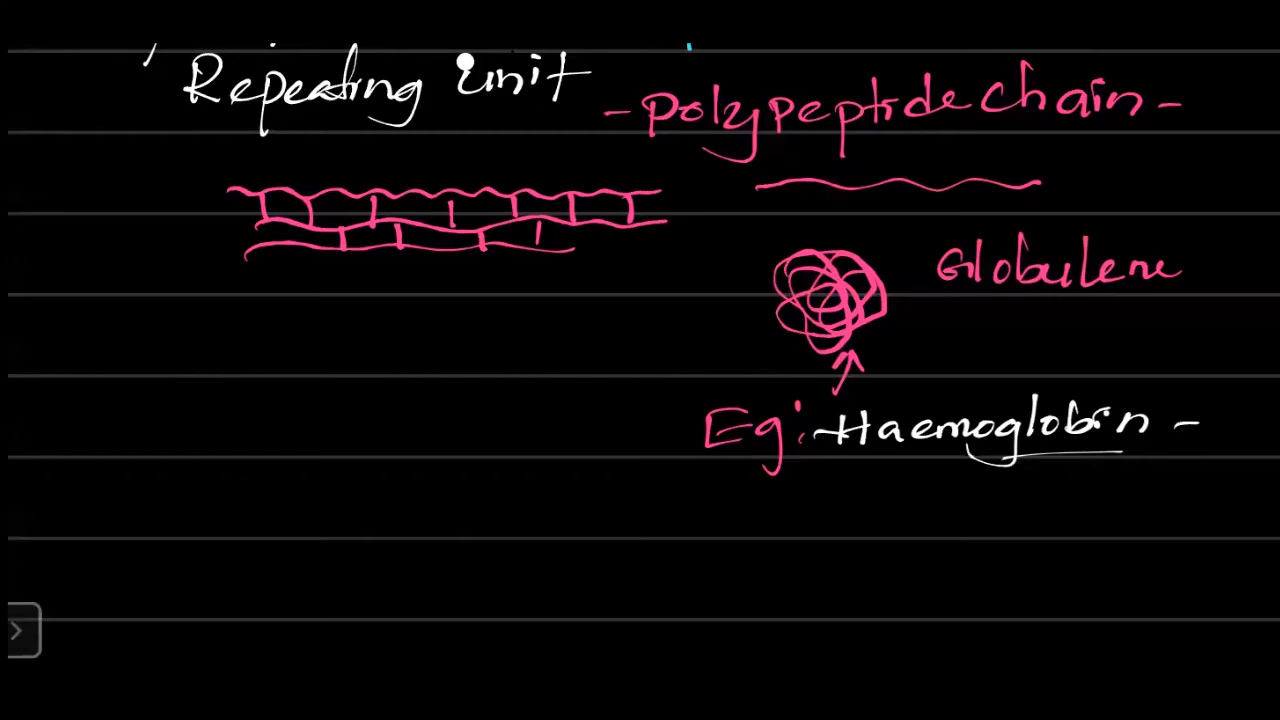 Repeating unit
- Polypeptide chain -
Globulene
Eg:- Haemoglobin -